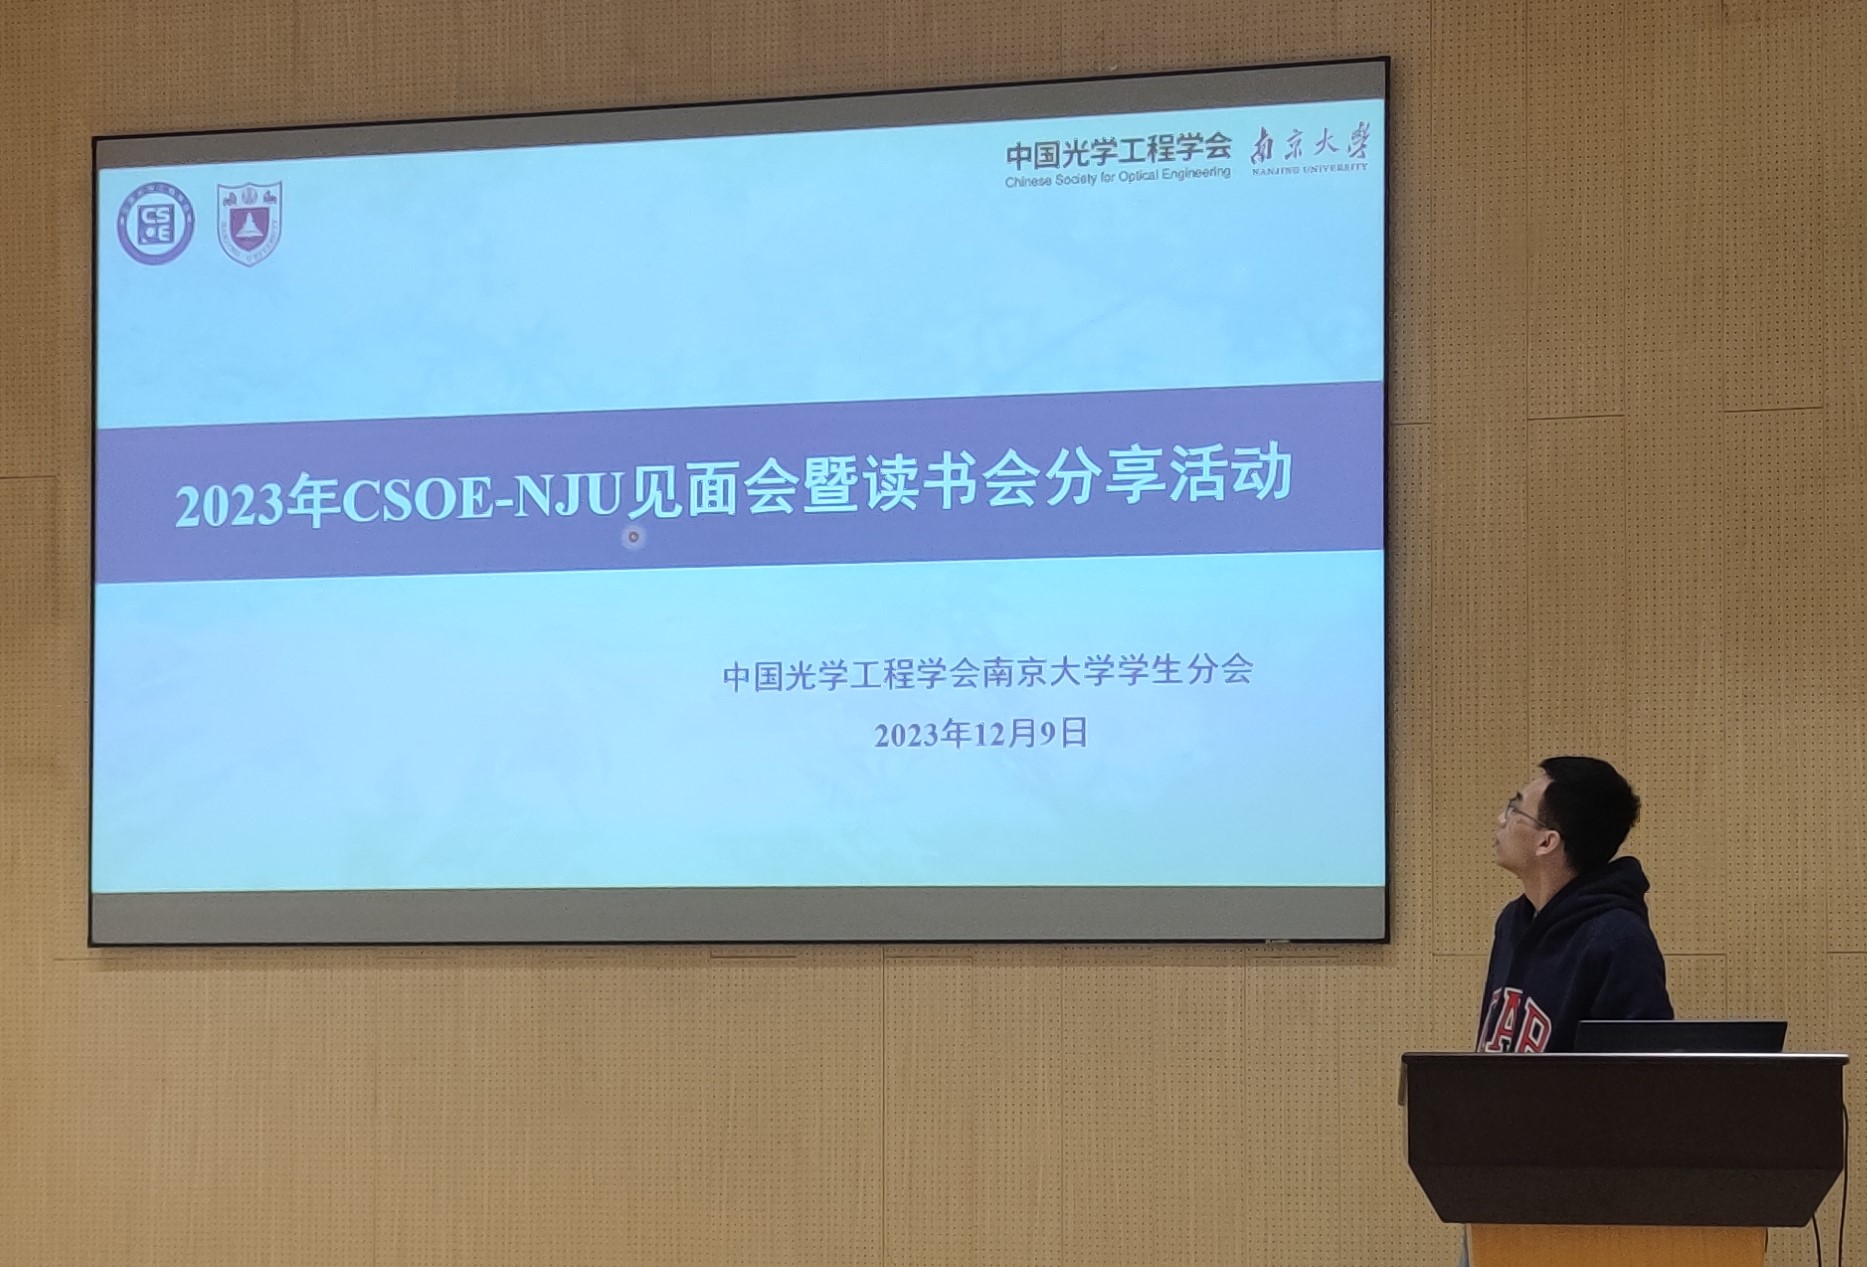 CS
OE
中国光学工程学会
Chinese Society for Optical Engineering
南京大學
NANJING UNIVERSITY
2023年CSOE-NJU见面会暨读书会分享活动
中国光学工程学会南京大学学生分会
2023年12月9日